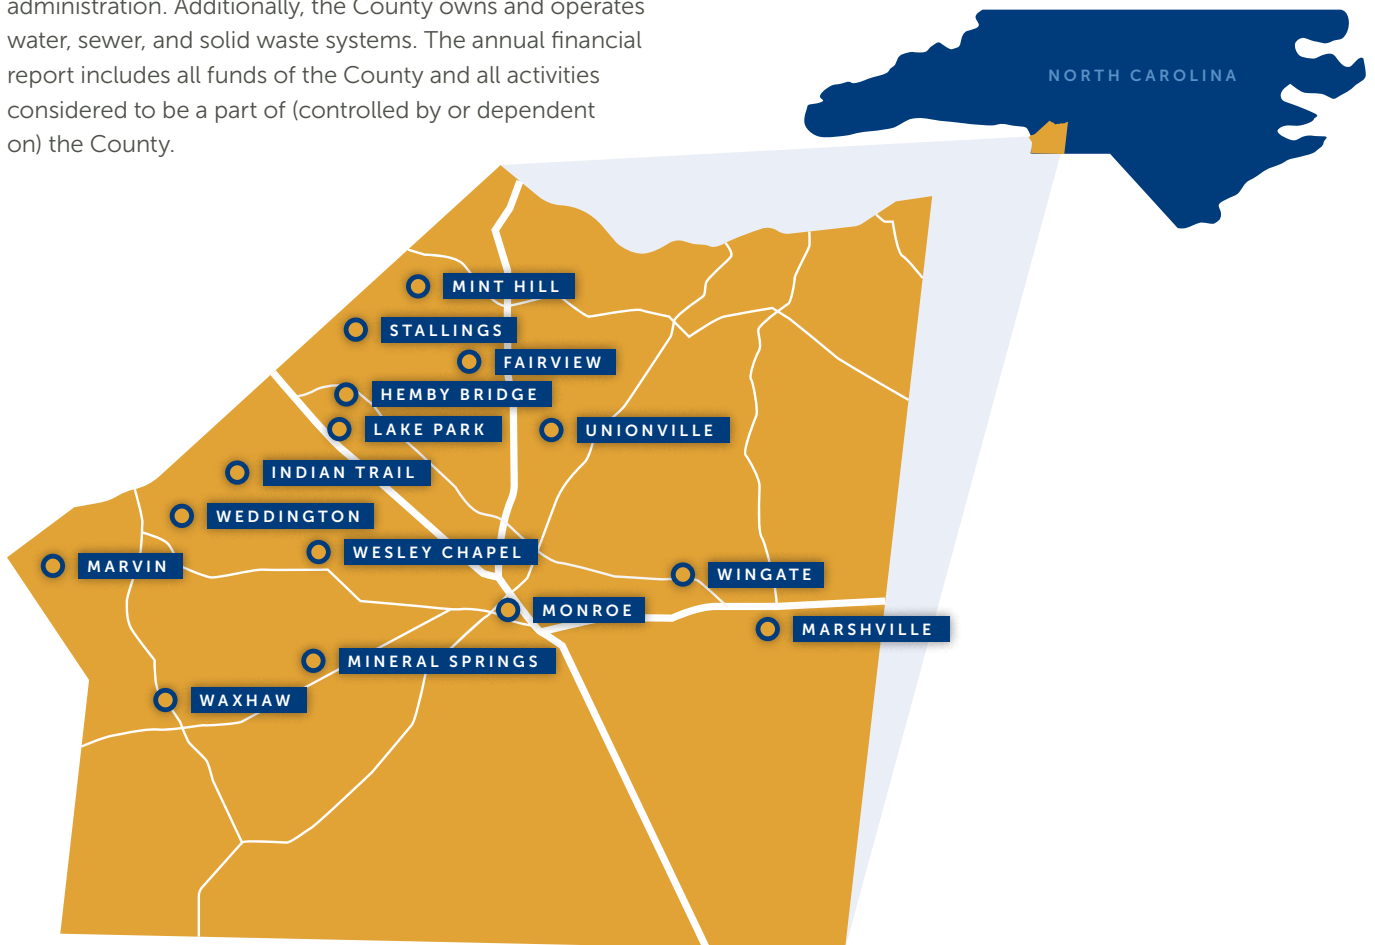 administration. Additionally, the County owns and operates
water, sewer, and solid waste systems. The annual financial
report includes all funds of the County and all activities
considered to be a part of (controlled by or dependent
on) the County.
NORTH CAROLINA
MINT HILL
STALLINGS
FAIRVIEW
HEMBY BRIDGE
LAKE PARK
UNIONVILLE
INDIAN TRAIL
WEDDINGTON
WESLEY CHAPEL
MARVIN
WINGATE
MONROE
MARSHVILLE
MINERAL SPRINGS
WAXHAW